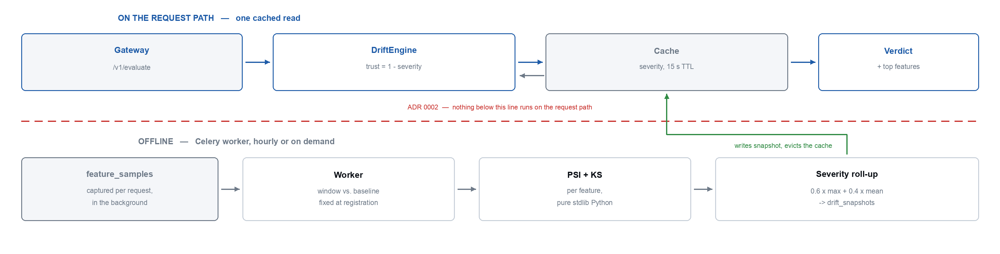 ON THE REQUEST PATH — one cached read
Gateway
/v1/evaluate
DriftEngine
trust = 1 - severity
Cache
severity, 15 s TTL
Verdict
+ top features
ADR 0002 — nothing below this line runs on the request path
OFFLINE — Celery worker, hourly or on demand
writes snapshot, evicts the cache
feature_samples
captured per request,
in the background
Worker
window vs. baseline
fixed at registration
PSI + KS
per feature,
pure stdlib Python
Severity roll-up
0.6 x max + 0.4 x mean
-> drift_snapshots